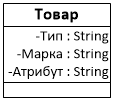 Товар
-Тип : String
-Марка : String
-Атрибут : String